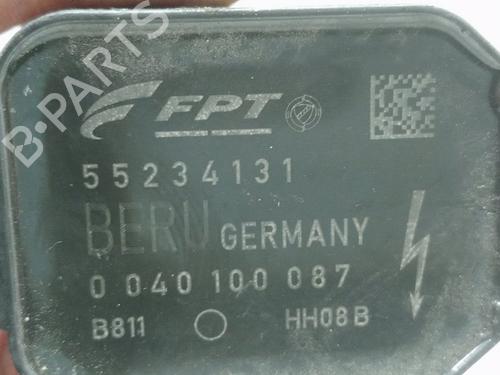 B-PARTS
FPT
55234131
BERU GERMANY
0 040 100 087
B811 HH08B